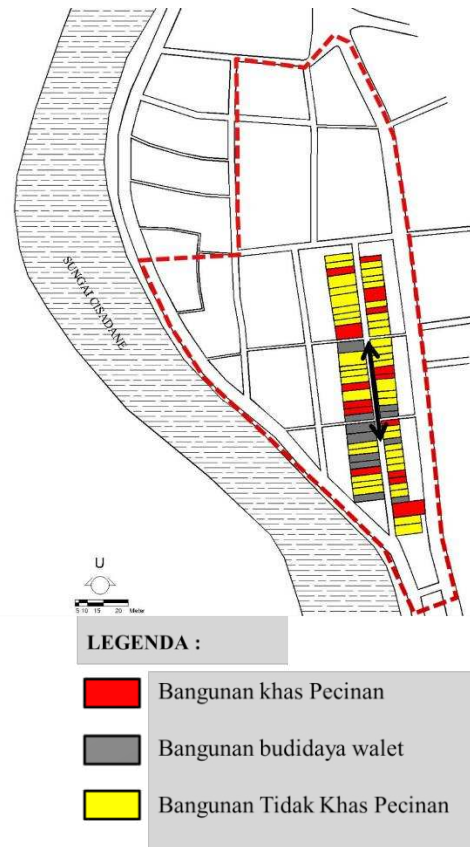 SUNGAI CISADANE
U
5 10 15 20 Meter
LEGENDA :
Bangunan khas Pecinan
Bangunan budidaya walet
Bangunan Tidak Khas Pecinan